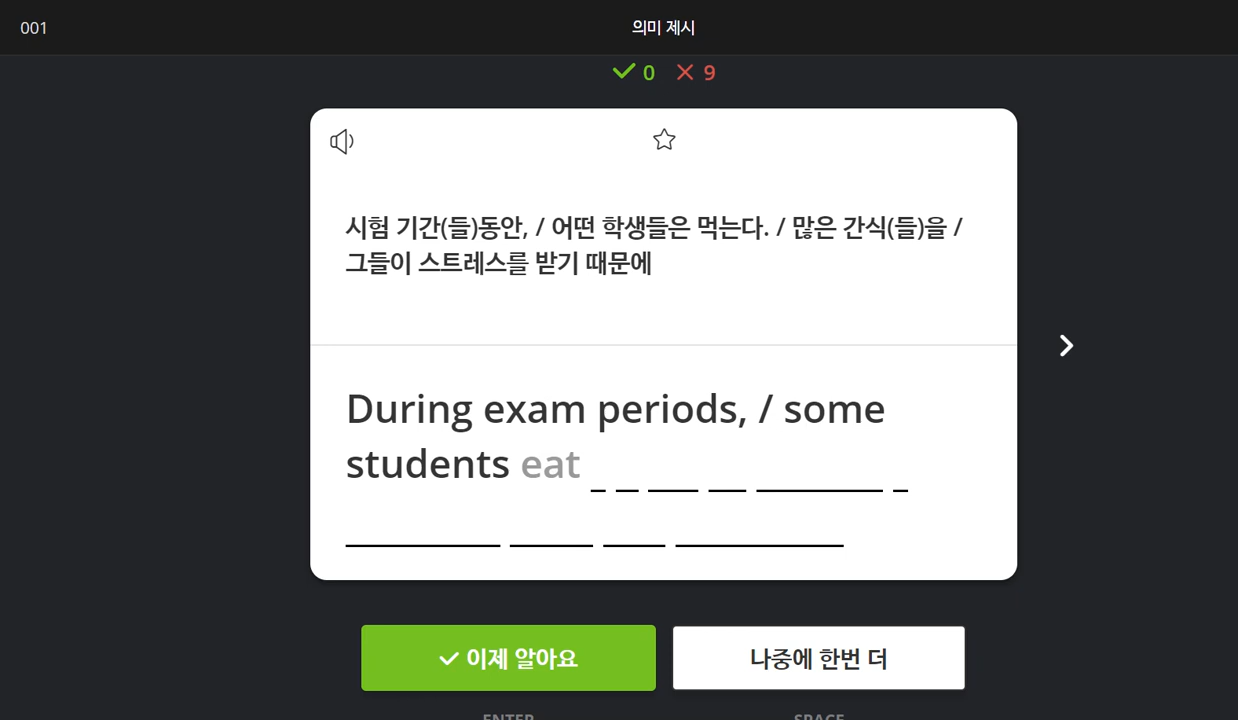 001
의미 제시
0 9
시험 기간(들)동안, / 어떤 학생들은 먹는다. / 많은 간식(들)을 /
그들이 스트레스를 받기 때문에
During exam periods, / some
students eat _ _ _ _ _ _
_ _ _ _
이제 알아요 나중에 한번 더
ENTER SPACE